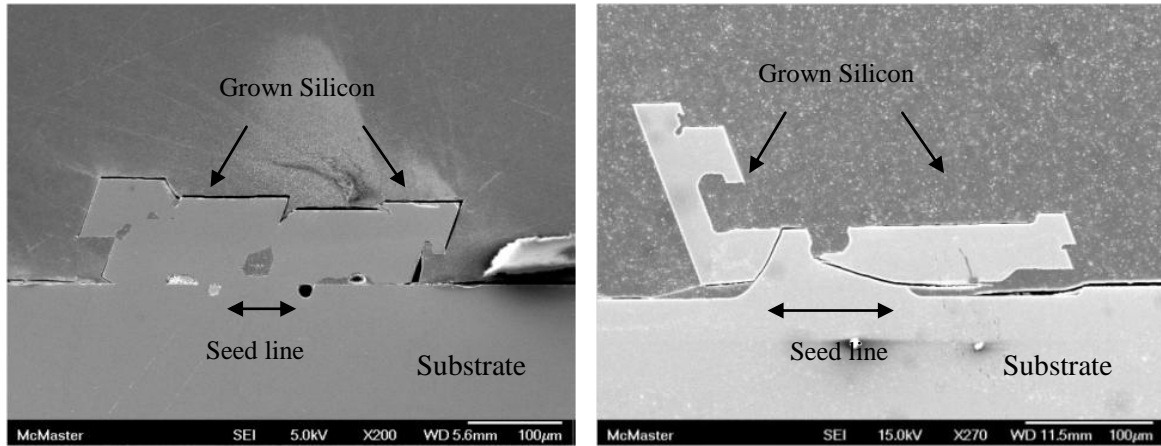 Grown Silicon
Seed line
Substrate
McMaster SEI 5.0kV X200 WD 5.6mm 100μm
Grown Silicon
Seed line
Substrate
McMaster SEI 15.0kV X270 WD 11.5mm 100μm